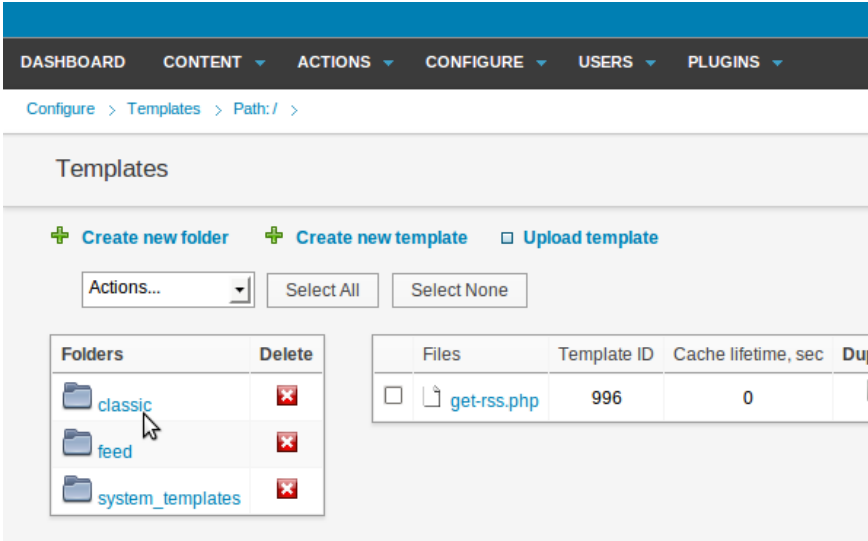 DASHBOARD CONTENT ACTIONS CONFIGURE USERS PLUGINS
Configure > Templates > Path: / >
Templates
Create new folder Create new template Upload template
Actions... Select All Select None
Folders Delete Files Template ID Cache lifetime, sec Dup
classic get-rss.php 996 0
feed
system_templates